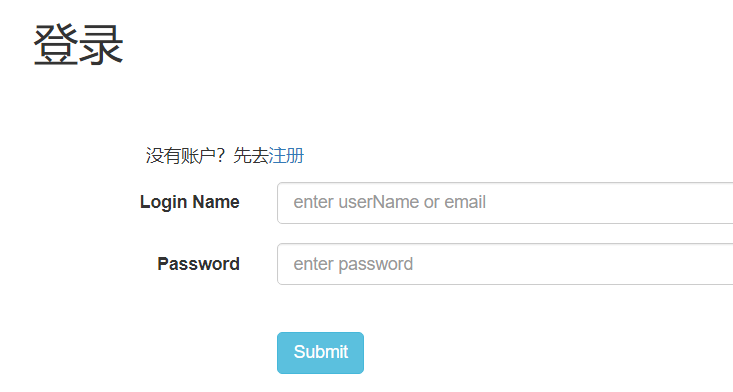 登录
没有账户？先去注册
Login Name
enter userName or email
Password
enter password
Submit